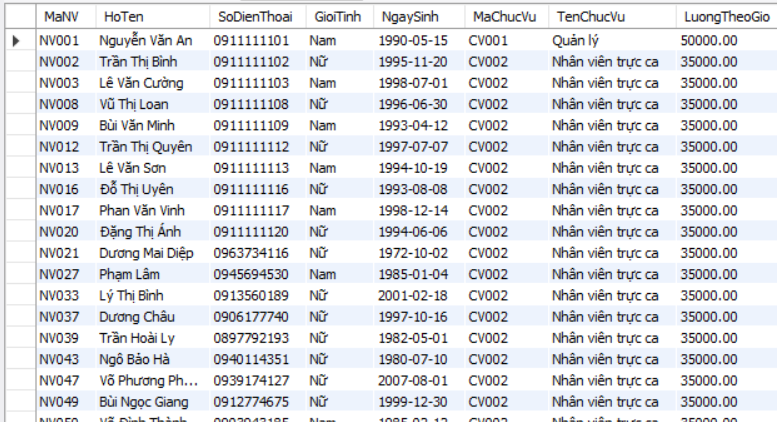 MaNV HoTen SoDienThoai GioiTinh NgaySinh MaChucVu TenChucVu LuongTheoGio
NV001 Nguyễn Văn An 0911111101 Nam 1990-05-15 CV001 Quản lý 50000.00
NV002 Trần Thị Bình 0911111102 Nữ 1995-11-20 CV002 Nhân viên trực ca 35000.00
NV003 Lê Văn Cường 0911111103 Nam 1998-07-01 CV002 Nhân viên trực ca 35000.00
NV008 Vũ Thị Loan 0911111108 Nữ 1996-06-30 CV002 Nhân viên trực ca 35000.00
NV009 Bùi Văn Minh 0911111109 Nam 1993-04-12 CV002 Nhân viên trực ca 35000.00
NV012 Trần Thị Quyên 0911111112 Nữ 1997-07-07 CV002 Nhân viên trực ca 35000.00
NV013 Lê Văn Sơn 0911111113 Nam 1994-10-19 CV002 Nhân viên trực ca 35000.00
NV016 Đỗ Thị Uyên 0911111116 Nữ 1993-08-08 CV002 Nhân viên trực ca 35000.00
NV017 Phan Văn Vinh 0911111117 Nam 1998-12-14 CV002 Nhân viên trực ca 35000.00
NV020 Đặng Thị Ánh 0911111120 Nữ 1994-06-06 CV002 Nhân viên trực ca 35000.00
NV021 Dương Mai Diệp 0963734116 Nữ 1972-10-02 CV002 Nhân viên trực ca 35000.00
NV027 Phạm Lâm 0945694530 Nam 1985-01-04 CV002 Nhân viên trực ca 35000.00
NV033 Lý Thị Bình 0913560189 Nữ 2001-02-18 CV002 Nhân viên trực ca 35000.00
NV037 Dương Châu 0906177740 Nữ 1997-10-16 CV002 Nhân viên trực ca 35000.00
NV039 Trần Hoài Ly 0897792193 Nữ 1982-05-01 CV002 Nhân viên trực ca 35000.00
NV043 Ngô Bảo Hà 0940114351 Nữ 1980-07-10 CV002 Nhân viên trực ca 35000.00
NV047 Võ Phương Ph... 0939174127 Nữ 2007-08-01 CV002 Nhân viên trực ca 35000.00
NV049 Bùi Ngọc Giang 0912774675 Nữ 1999-12-30 CV002 Nhân viên trực ca 35000.00